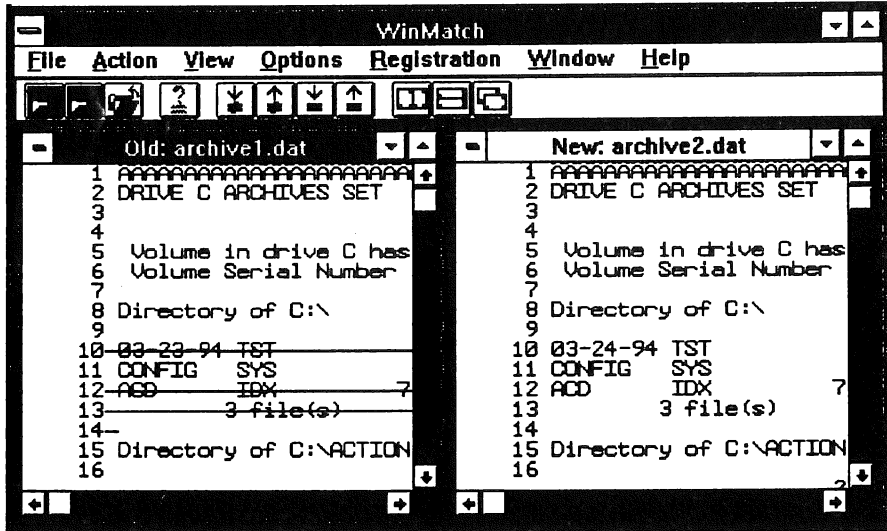 WinMatch
File Action View Options Registration Window Help
Old: archive1.dat
1 AAAAAAAAAAAAAAAAAAAAAA
2 DRIVE C ARCHIVES SET
3
4
5 Volume in drive C has
6 Volume Serial Number
7
8 Directory of C:\
9
10 03-23-94 TST
11 CONFIG SYS
12 ACD IDX 7
13 3 file(s)
14
15 Directory of C:\ACTION
16
New: archive2.dat
1 AAAAAAAAAAAAAAAAAAAAAA
2 DRIVE C ARCHIVES SET
3
4
5 Volume in drive C has
6 Volume Serial Number
7
8 Directory of C:\
9
10 03-24-94 TST
11 CONFIG SYS
12 ACD IDX 7
13 3 file(s)
14
15 Directory of C:\ACTION
16